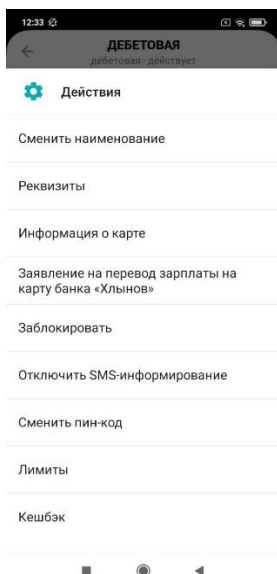 12:33
ДЕБЕТОВАЯ
дебетовая · действует
Действия
Сменить наименование
Реквизиты
Информация о карте
Заявление на перевод зарплаты на
карту банка «Хлынов»
Заблокировать
Отключить SMS-информирование
Сменить пин-код
Лимиты
Кешбэк